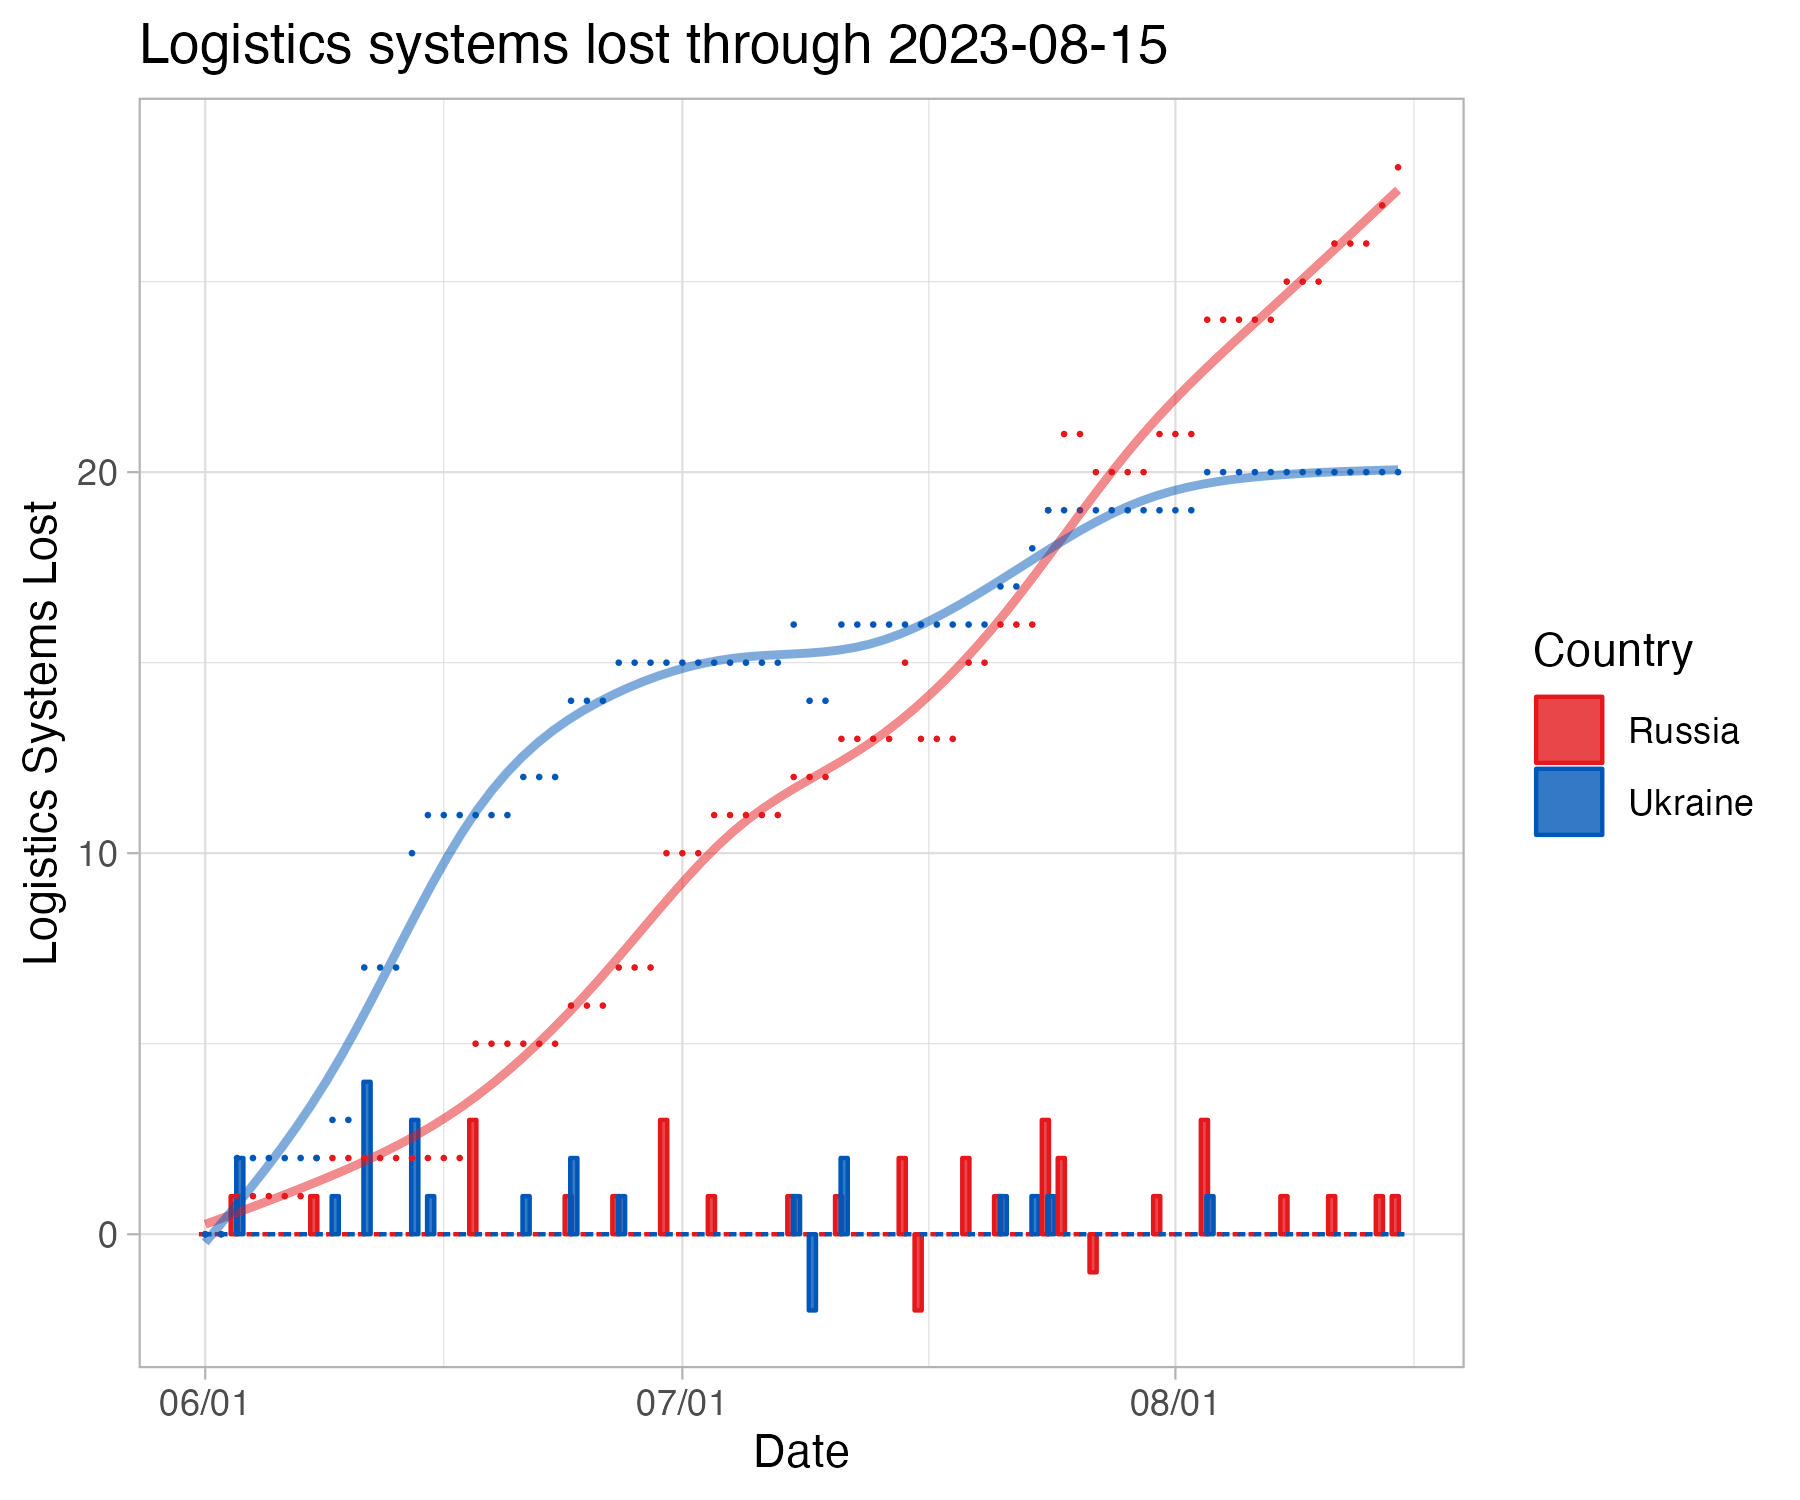 Logistics systems lost through 2023-08-15
Logistics Systems Lost
20
10
0
06/01
07/01
08/01
Date
Country
Russia
Ukraine